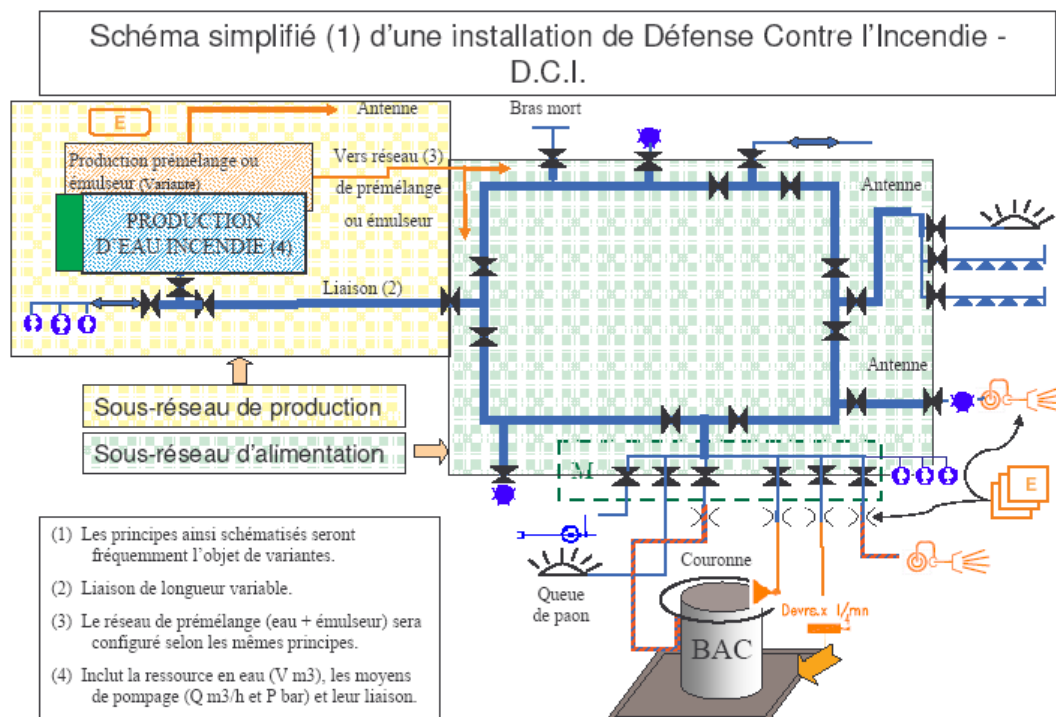 Schéma simplifié (1) d'une installation de Défense Contre l'Incendie -
D.C.I.
E
Antenne
Production prémélange ou
émulseur (Variante)
PRODUCTION
D'EAU INCENDIE (4)
Vers réseau (3)
de prémélange
ou émulseur
Liaison (2)
Bras mort
Antenne
Antenne
Sous-réseau de production
Sous-réseau d'alimentation
M
E
Couronne
Queue
de paon
BAC
Devra.x l/mn
(1) Les principes ainsi schématisés seront
fréquemment l'objet de variantes.
(2) Liaison de longueur variable.
(3) Le réseau de prémélange (eau + émulseur) sera
configuré selon les mêmes principes.
(4) Inclut la ressource en eau (V m3), les moyens
de pompage (Q m3/h et P bar) et leur liaison.